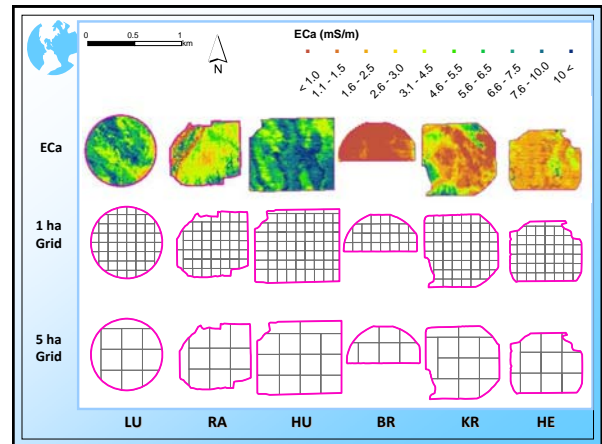 0 0.5 1
km
N
ECa (mS/m)
< 1.0
1.1 - 1.5
1.6 - 2.5
2.6 - 3.0
3.1 - 4.5
4.6 - 5.5
5.6 - 6.5
6.6 - 7.5
7.6 - 10.0
10 <
ECa
1 ha
Grid
5 ha
Grid
LU RA HU BR KR HE